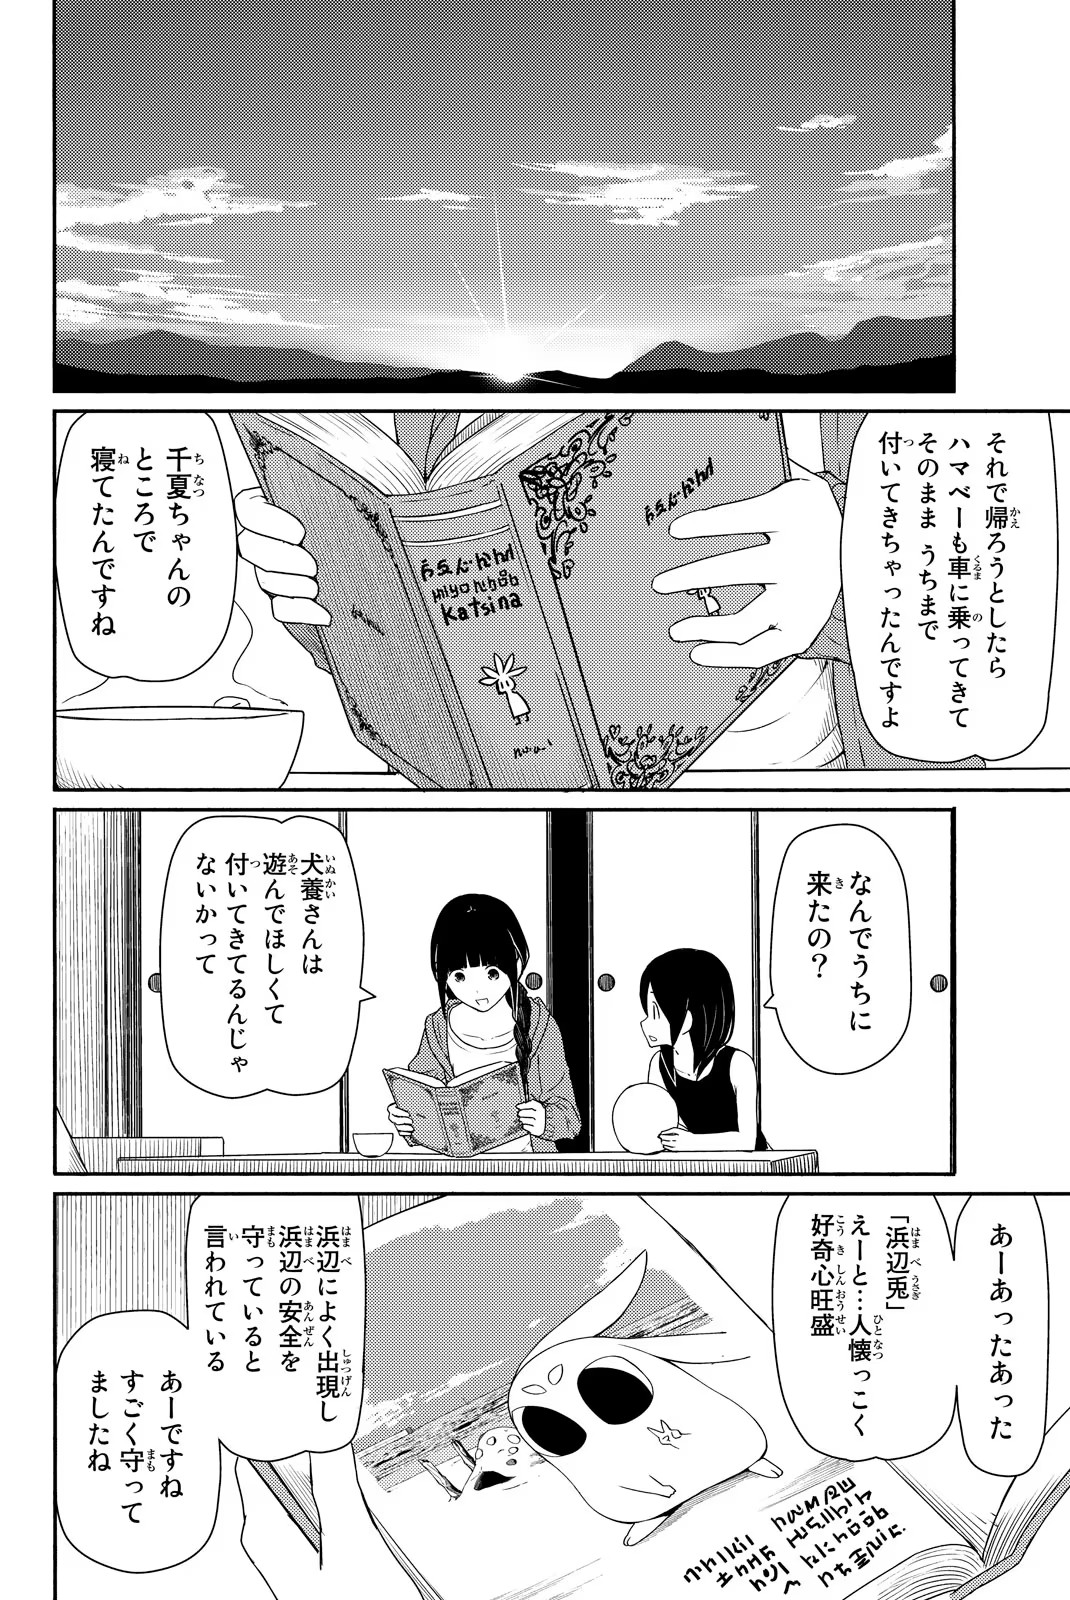 それで帰ろうとしたら
ハマベーも車に乗ってきて
そのまま うちまで
付いてきちゃったんですよ
千夏ちゃんの
ところで
寝てたんですね
Katsina
なんでうちに
来たの？
犬養さんは
遊んでほしくて
付いてきてるんじゃ
ないかって
あーあったあった
「浜辺兎」
えーと…人懐っこく
好奇心旺盛
浜辺によく出現し
浜辺の安全を
守っていると
言われている
あーですね
すごく守って
ましたね